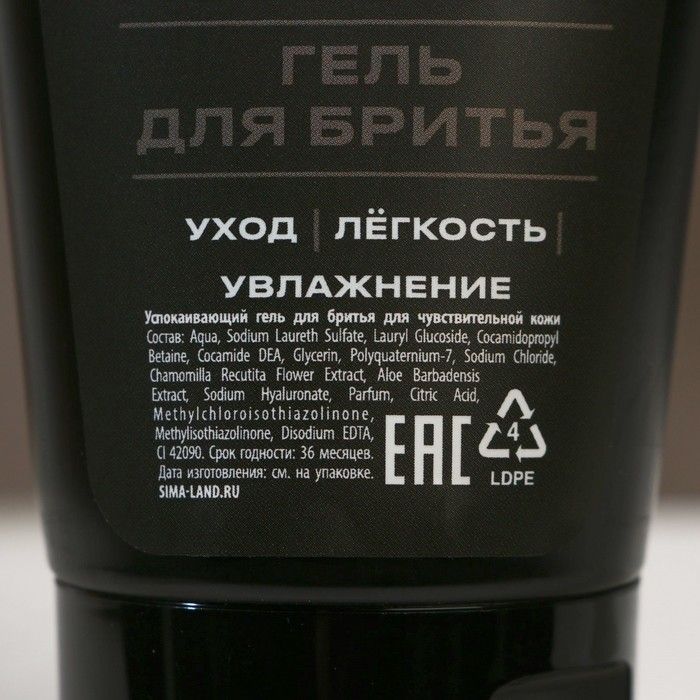 ГЕЛЬ
ДЛЯ БРИТЬЯ
УХОД | ЛЁГКОСТЬ |
УВЛАЖНЕНИЕ
Успокаивающий гель для бритья для чувствительной кожи
Состав: Aqua, Sodium Laureth Sulfate, Lauryl Glucoside, Cocamidopropyl
Betaine, Cocamide DEA, Glycerin, Polyquaternium-7, Sodium Chloride,
Chamomilla Recutita Flower Extract, Aloe Barbadensis
Extract, Sodium Hyaluronate, Parfum, Citric Acid,
Methylchloroisothiazolinone,
Methylisothiazolinone, Disodium EDTA,
CI 42090. Срок годности: 36 месяцев.
Дата изготовления: см. на упаковке.
SIMA-LAND.RU
EAC
4
LDPE